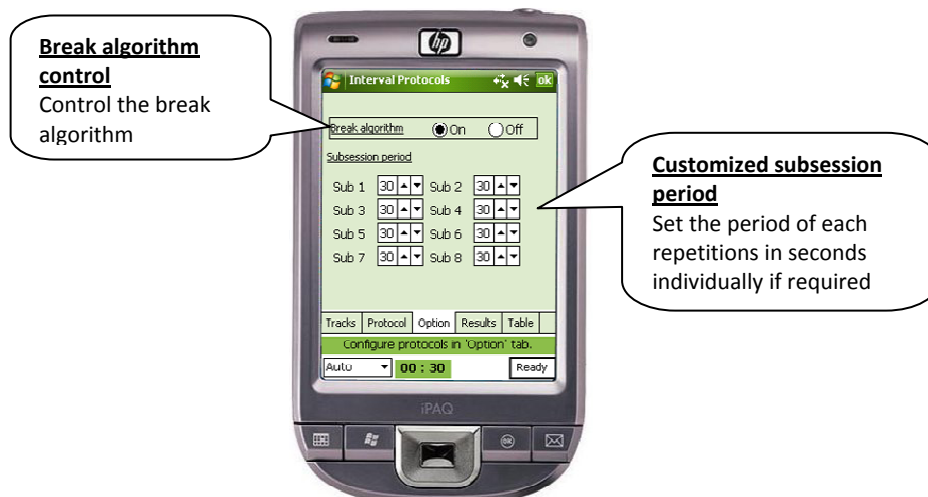 Break algorithm
control
Control the break
algorithm
hp
Interval Protocols ok
Break algorithm On Off
Subsession period
Sub 1 30 Sub 2 30
Sub 3 30 Sub 4 30
Sub 5 30 Sub 6 30
Sub 7 30 Sub 8 30
Tracks Protocol Option Results Table
Configure protocols in 'Option' tab.
Auto 00 : 30 Ready
iPAQ
ok
Customized subsession
period
Set the period of each
repetitions in seconds
individually if required